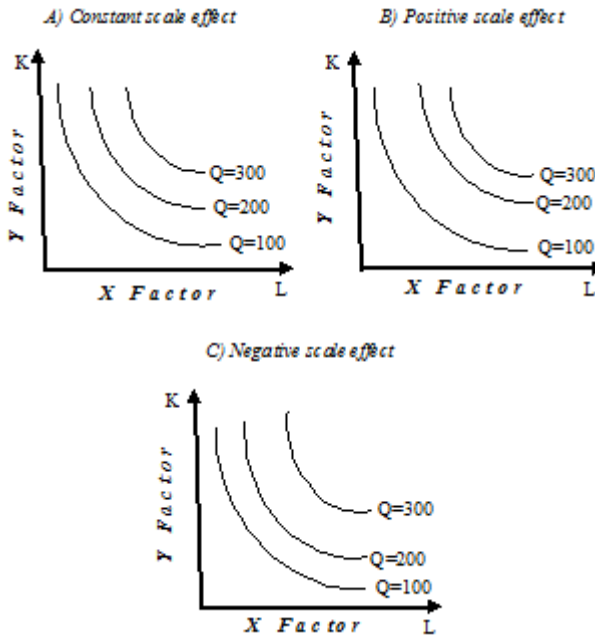 A) Constant scale effect
K
Y Factor
Q=300
Q=200
Q=100
X Factor
L
B) Positive scale effect
K
Y Factor
Q=300
Q=200
Q=100
X Factor
L
C) Negative scale effect
K
Y Factor
Q=300
Q=200
Q=100
X Factor
L